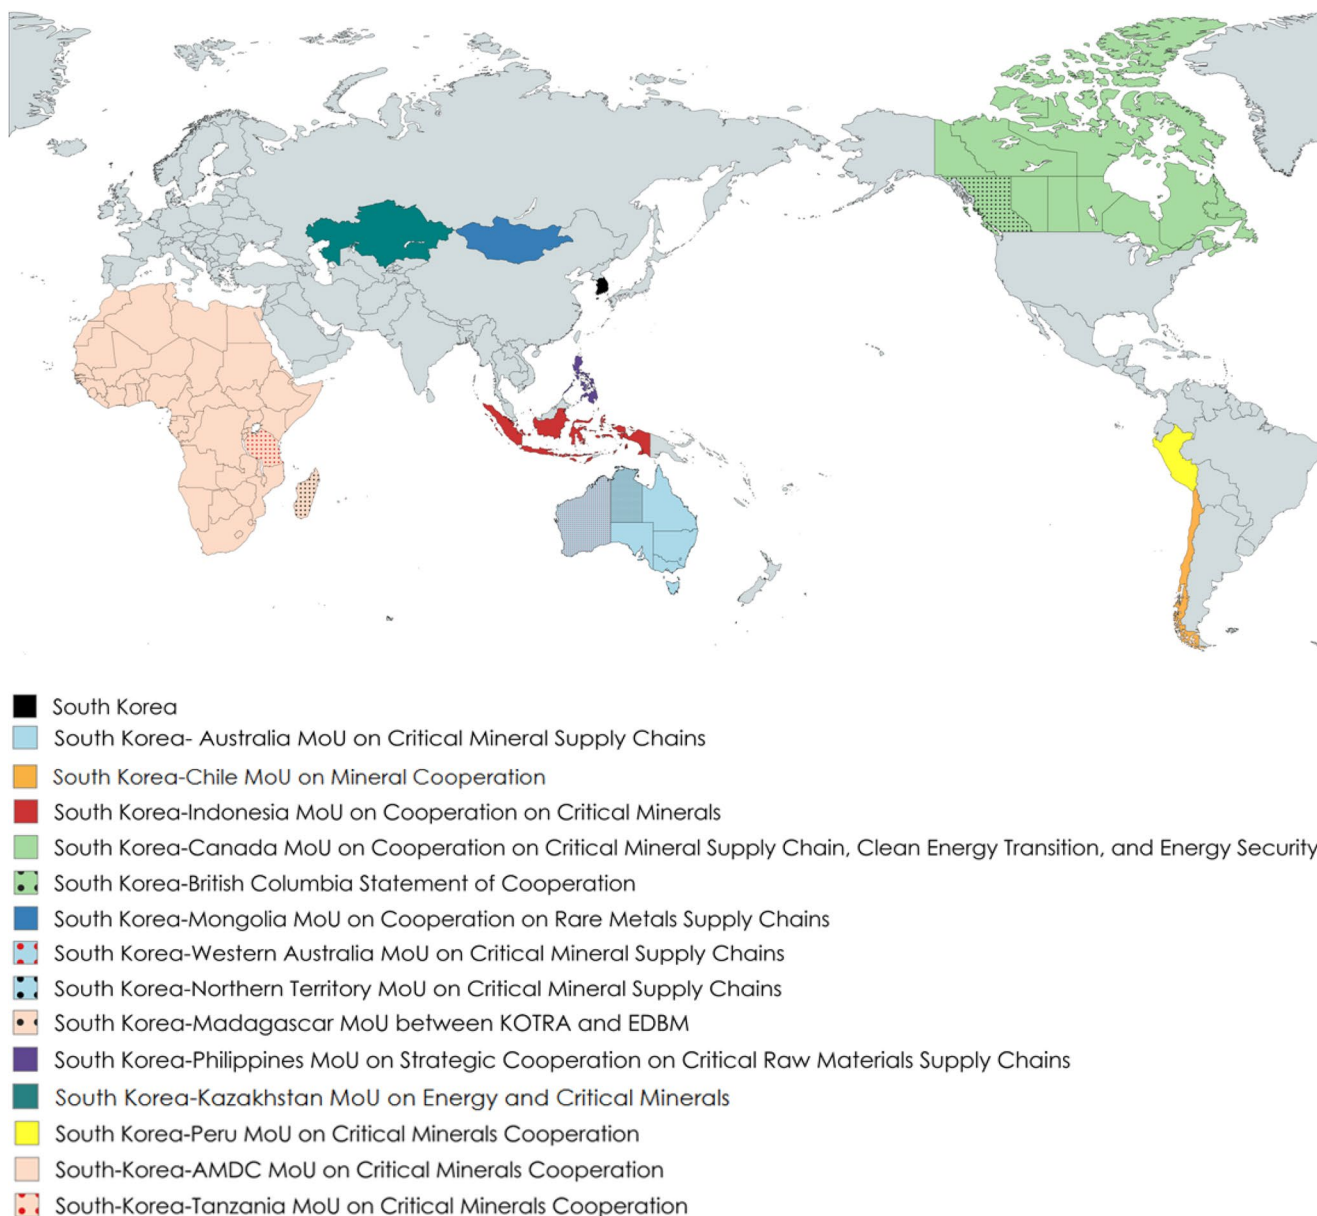 South Korea
South Korea- Australia MoU on Critical Mineral Supply Chains
South Korea-Chile MoU on Mineral Cooperation
South Korea-Indonesia MoU on Cooperation on Critical Minerals
South Korea-Canada MoU on Cooperation on Critical Mineral Supply Chain, Clean Energy Transition, and Energy Security
South Korea-British Columbia Statement of Cooperation
South Korea-Mongolia MoU on Cooperation on Rare Metals Supply Chains
South Korea-Western Australia MoU on Critical Mineral Supply Chains
South Korea-Northern Territory MoU on Critical Mineral Supply Chains
South Korea-Madagascar MoU between KOTRA and EDBM
South Korea-Philippines MoU on Strategic Cooperation on Critical Raw Materials Supply Chains
South Korea-Kazakhstan MoU on Energy and Critical Minerals
South Korea-Peru MoU on Critical Minerals Cooperation
South-Korea-AMDC MoU on Critical Minerals Cooperation
South-Korea-Tanzania MoU on Critical Minerals Cooperation